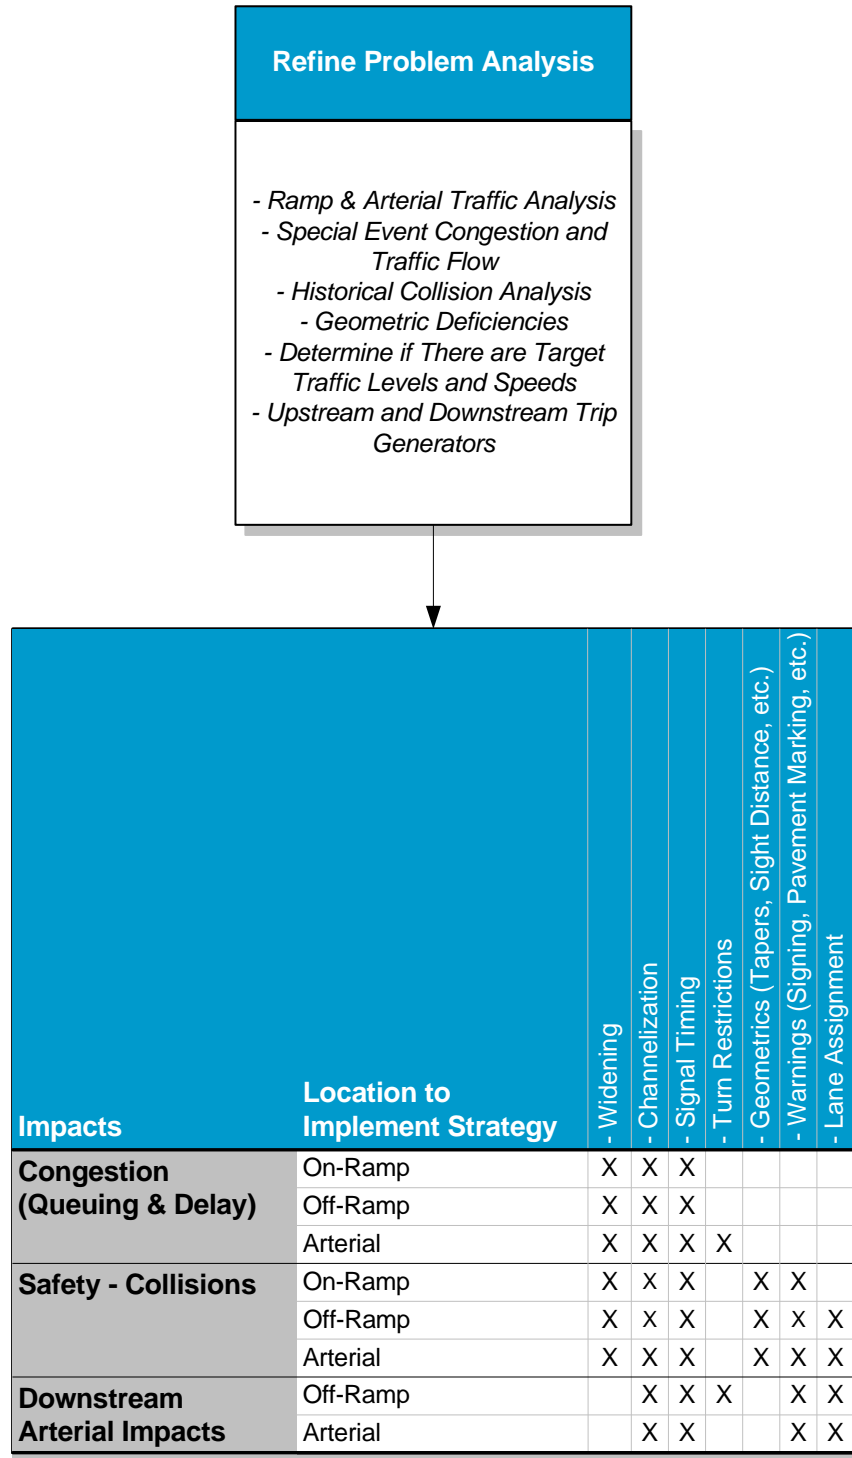 Refine Problem Analysis
- Ramp & Arterial Traffic Analysis
- Special Event Congestion and
Traffic Flow
- Historical Collision Analysis
- Geometric Deficiencies
- Determine if There are Target
Traffic Levels and Speeds
- Upstream and Downstream Trip
Generators
Impacts
Location to
Implement Strategy
- Widening
- Channelization
- Signal Timing
- Turn Restrictions
- Geometrics (Tapers, Sight Distance, etc.)
- Warnings (Signing, Pavement Marking, etc.)
- Lane Assignment
Congestion
(Queuing & Delay)
On-Ramp X X X
Off-Ramp X X X
Arterial X X X X
Safety - Collisions
On-Ramp X X X X X
Off-Ramp X X X X X X
Arterial X X X X X X
Downstream
Arterial Impacts
Off-Ramp X X X X X
Arterial X X X X